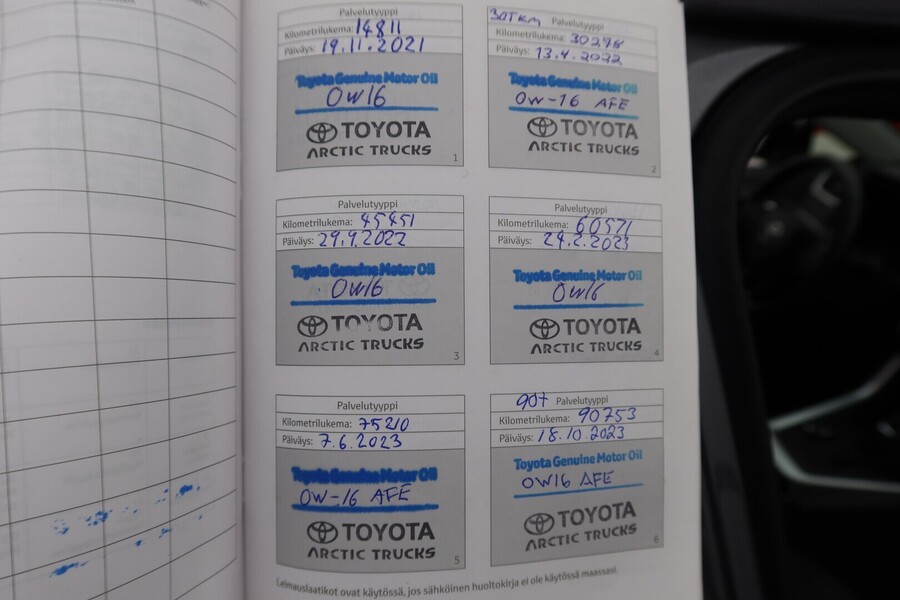 Palvelutyyppi
Kilometrilukema: 14811
Päiväys: 19.11.2021
Toyota Genuine Motor Oil
0W16
TOYOTA
ARCTIC TRUCKS
1
30TKM Palvelutyyppi
Kilometrilukema: 30278
Päiväys: 13.4.2022
Toyota Genuine Motor Oil
0W-16 AFE
TOYOTA
ARCTIC TRUCKS
2
Palvelutyyppi
Kilometrilukema: 45451
Päiväys: 29.9.2022
Toyota Genuine Motor Oil
0W16
TOYOTA
ARCTIC TRUCKS
3
Palvelutyyppi
Kilometrilukema: 60571
Päiväys: 24.2.2023
Toyota Genuine Motor Oil
0W16
TOYOTA
ARCTIC TRUCKS
4
Palvelutyyppi
Kilometrilukema: 75210
Päiväys: 7.6.2023
Toyota Genuine Motor Oil
0W-16 AFE
TOYOTA
ARCTIC TRUCKS
5
90T Palvelutyyppi
Kilometrilukema: 90753
Päiväys: 18.10.2023
Toyota Genuine Motor Oil
0W16 AFE
TOYOTA
ARCTIC TRUCKS
6
Leimauslaatikot ovat käytössä, jos sähköinen huoltokirja ei ole käytössä maassasi.